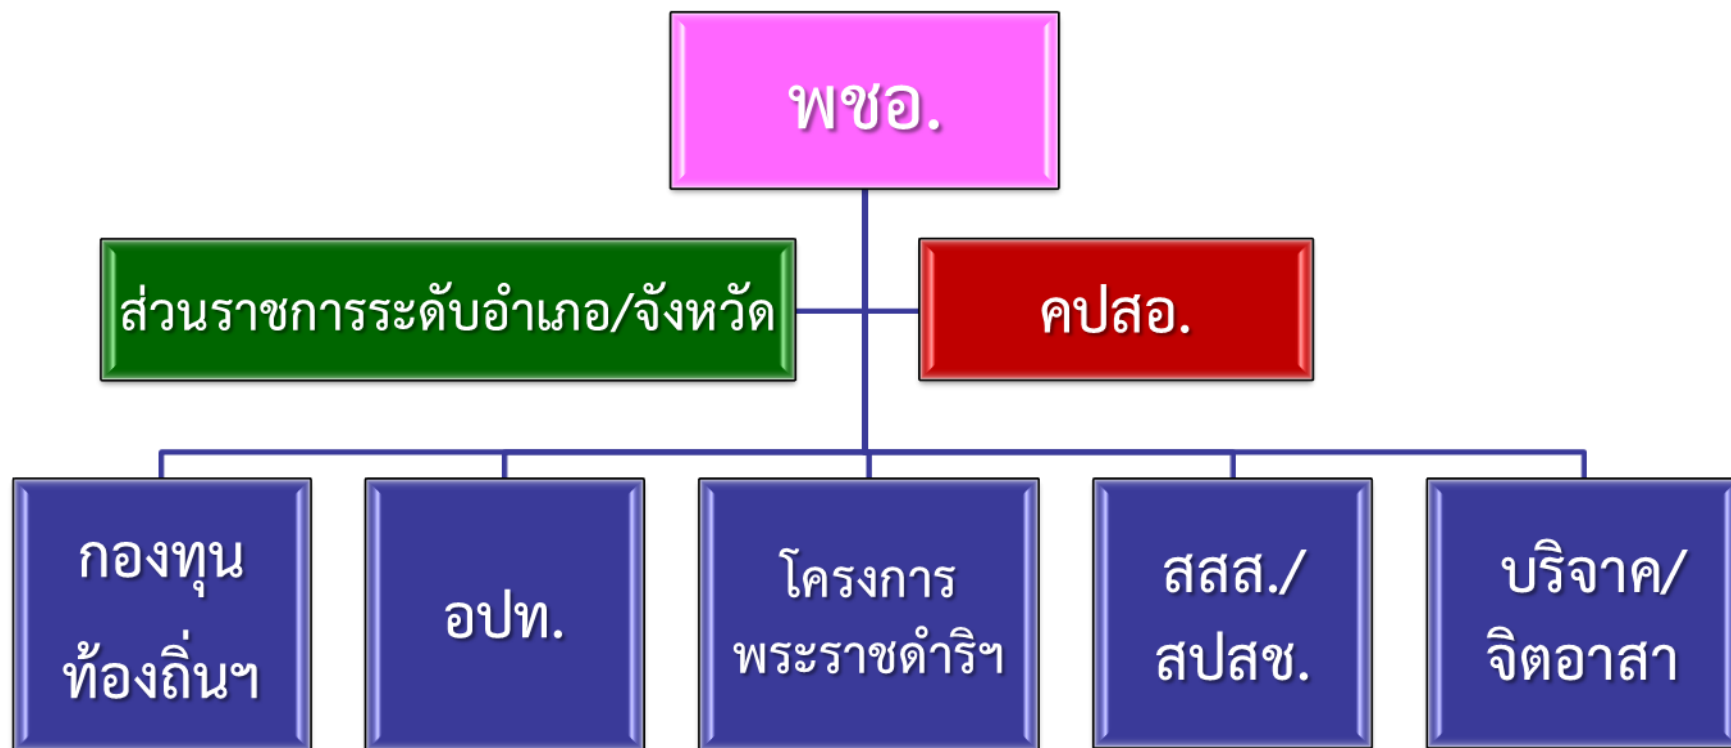 พชอ.
ส่วนราชการระดับอำเภอ/จังหวัด
คปสอ.
กองทุน
ท้องถิ่นฯ
อปท.
โครงการ
พระราชดำริฯ
สสส./
สปสช.
บริจาค/
จิตอาสา